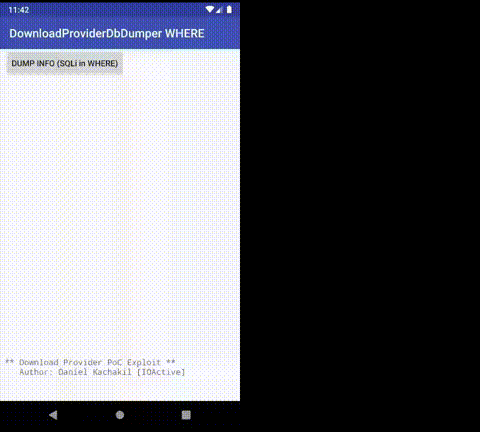 11:42
DownloadProviderDbDumper WHERE
DUMP INFO (SQLi in WHERE)
** Download Provider PoC Exploit **
Author: Daniel Kachakil [IOActive]